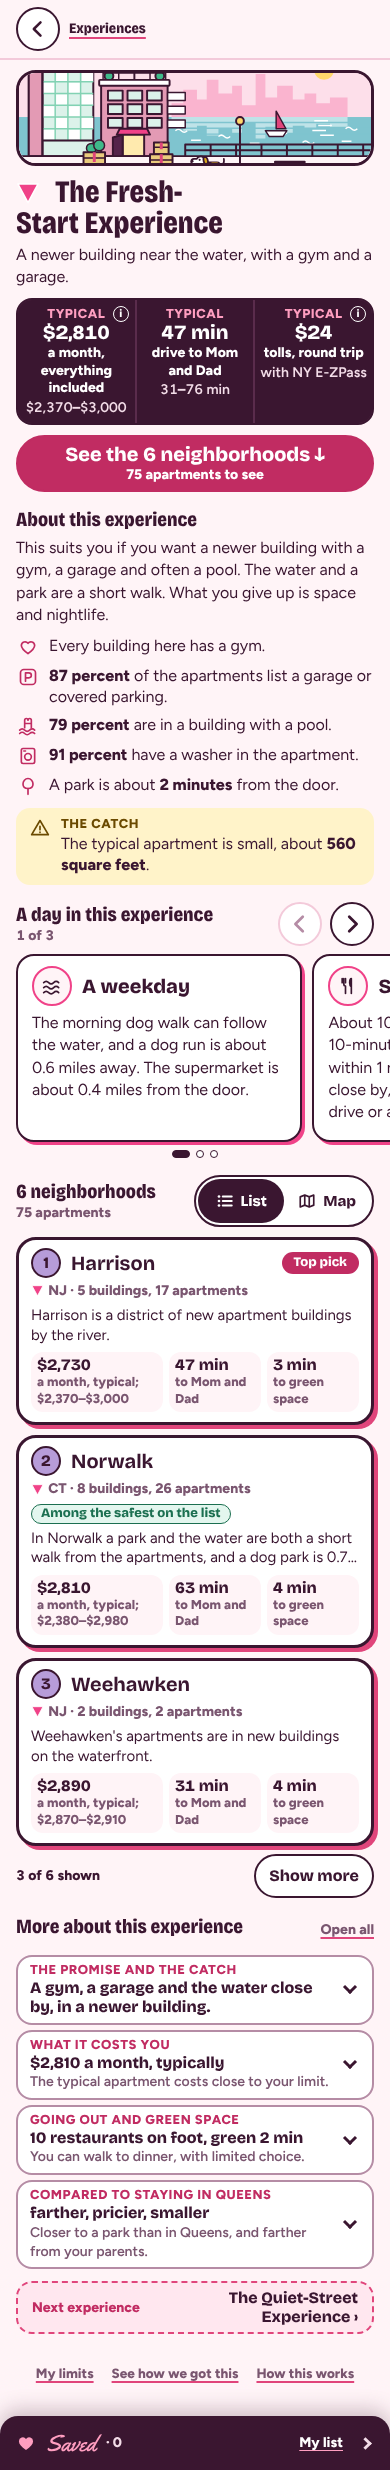 Experiences
The Fresh-
Start Experience
A newer building near the water, with a gym and a
garage.
TYPICAL i
$2,810
a month,
everything
included
$2,370–$3,000
TYPICAL
47 min
drive to Mom
and Dad
31–76 min
TYPICAL i
$24
tolls, round trip
with NY E-ZPass
See the 6 neighborhoods ↓
75 apartments to see
About this experience
This suits you if you want a newer building with a
gym, a garage and often a pool. The water and a
park are a short walk. What you give up is space
and nightlife.
Every building here has a gym.
P 87 percent of the apartments list a garage or
covered parking.
79 percent are in a building with a pool.
91 percent have a washer in the apartment.
A park is about 2 minutes from the door.
THE CATCH
The typical apartment is small, about 560
square feet.
A day in this experience
1 of 3
A weekday
The morning dog walk can follow
the water, and a dog run is about
0.6 miles away. The supermarket is
about 0.4 miles from the door.
S
About 10
10-minut
within 1 r
close by,
drive or a
6 neighborhoods
75 apartments
List
Map
1 Harrison
Top pick
NJ · 5 buildings, 17 apartments
Harrison is a district of new apartment buildings
by the river.
$2,730
a month, typical;
$2,370–$3,000
47 min
to Mom and
Dad
3 min
to green
space
2 Norwalk
CT · 8 buildings, 26 apartments
Among the safest on the list
In Norwalk a park and the water are both a short
walk from the apartments, and a dog park is 0.7...
$2,810
a month, typical;
$2,380–$2,980
63 min
to Mom and
Dad
4 min
to green
space
3 Weehawken
NJ · 2 buildings, 2 apartments
Weehawken's apartments are in new buildings
on the waterfront.
$2,890
a month, typical;
$2,870–$2,910
31 min
to Mom and
Dad
4 min
to green
space
3 of 6 shown
Show more
More about this experience
Open all
THE PROMISE AND THE CATCH
A gym, a garage and the water close
by, in a newer building.
WHAT IT COSTS YOU
$2,810 a month, typically
The typical apartment costs close to your limit.
GOING OUT AND GREEN SPACE
10 restaurants on foot, green 2 min
You can walk to dinner, with limited choice.
COMPARED TO STAYING IN QUEENS
farther, pricier, smaller
Closer to a park than in Queens, and farther
from your parents.
Next experience
The Quiet-Street
Experience ›
My limits
See how we got this
How this works
Saved · 0
My list